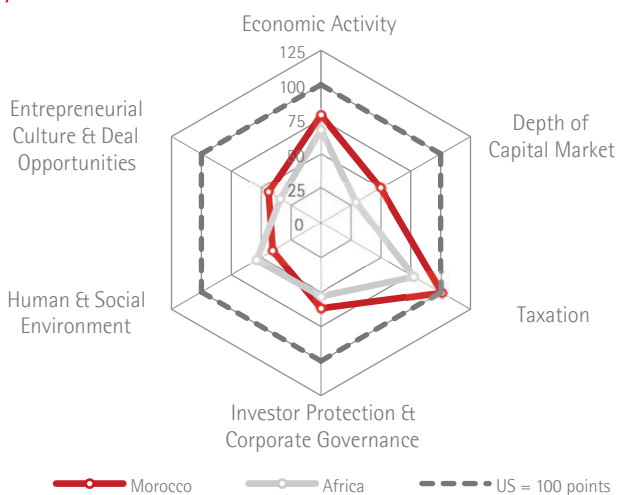 Economic Activity
125
100
75
50
25
0
Entrepreneurial
Culture & Deal
Opportunities
Depth of
Capital Market
Human & Social
Environment
Taxation
Investor Protection &
Corporate Governance
Morocco
Africa
US = 100 points